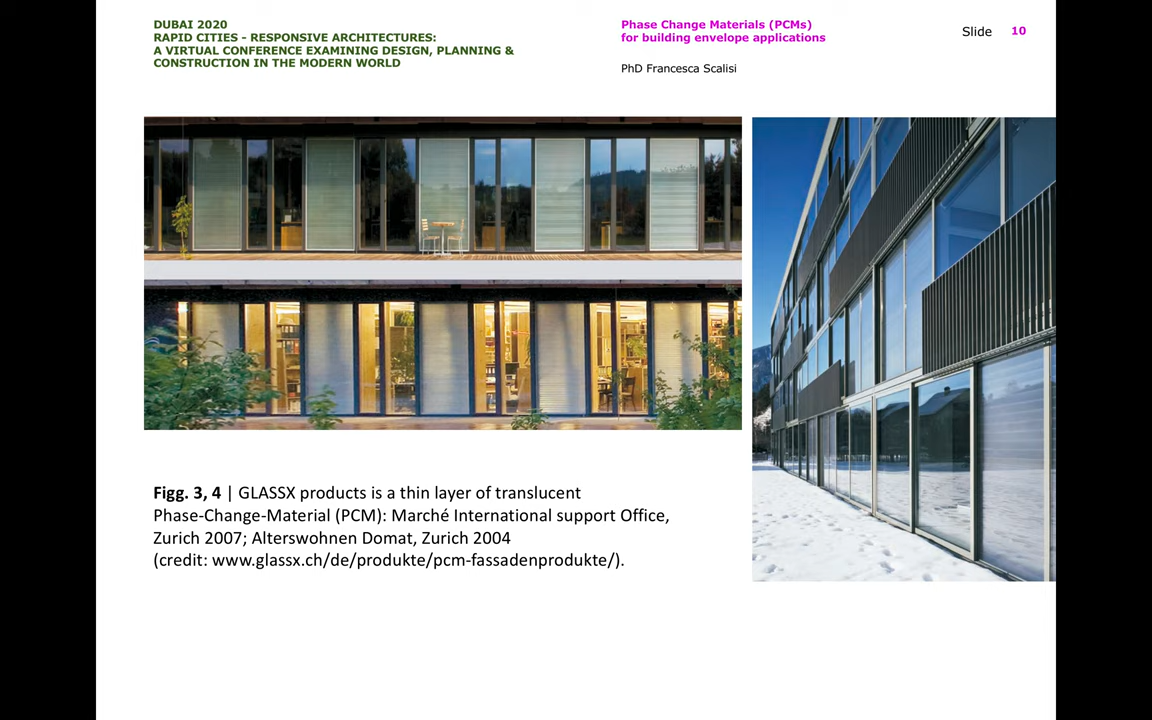 DUBAI 2020
RAPID CITIES - RESPONSIVE ARCHITECTURES:
A VIRTUAL CONFERENCE EXAMINING DESIGN, PLANNING &
CONSTRUCTION IN THE MODERN WORLD
Phase Change Materials (PCMs)
for building envelope applications
PhD Francesca Scalisi
Slide 10
Figg. 3, 4 | GLASSX products is a thin layer of translucent
Phase-Change-Material (PCM): Marché International support Office,
Zurich 2007; Alterswohnen Domat, Zurich 2004
(credit: www.glassx.ch/de/produkte/pcm-fassadenprodukte/).